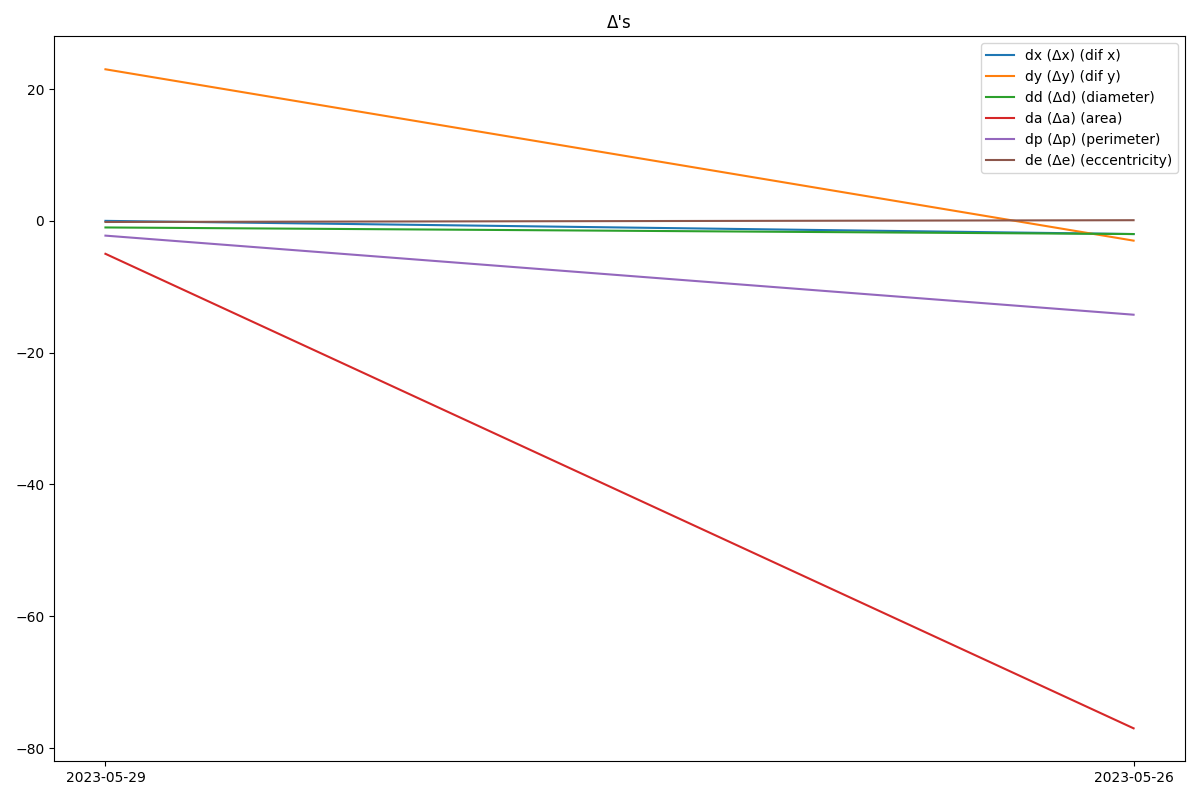 Δ's
dx (Δx) (dif x)
dy (Δy) (dif y)
dd (Δd) (diameter)
da (Δa) (area)
dp (Δp) (perimeter)
de (Δe) (eccentricity)
20
0
−20
−40
−60
−80
2023-05-29
2023-05-26